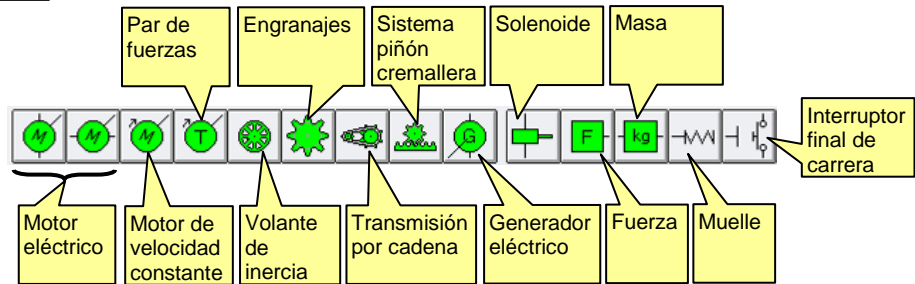 Par de
fuerzas
Engranajes
Sistema
piñón
cremallera
Solenoide
Masa
Interruptor
final de
carrera
M
M
M
T
G
F
kg
Motor
eléctrico
Motor de
velocidad
constante
Volante
de
inercia
Transmisión
por cadena
Generador
eléctrico
Fuerza
Muelle